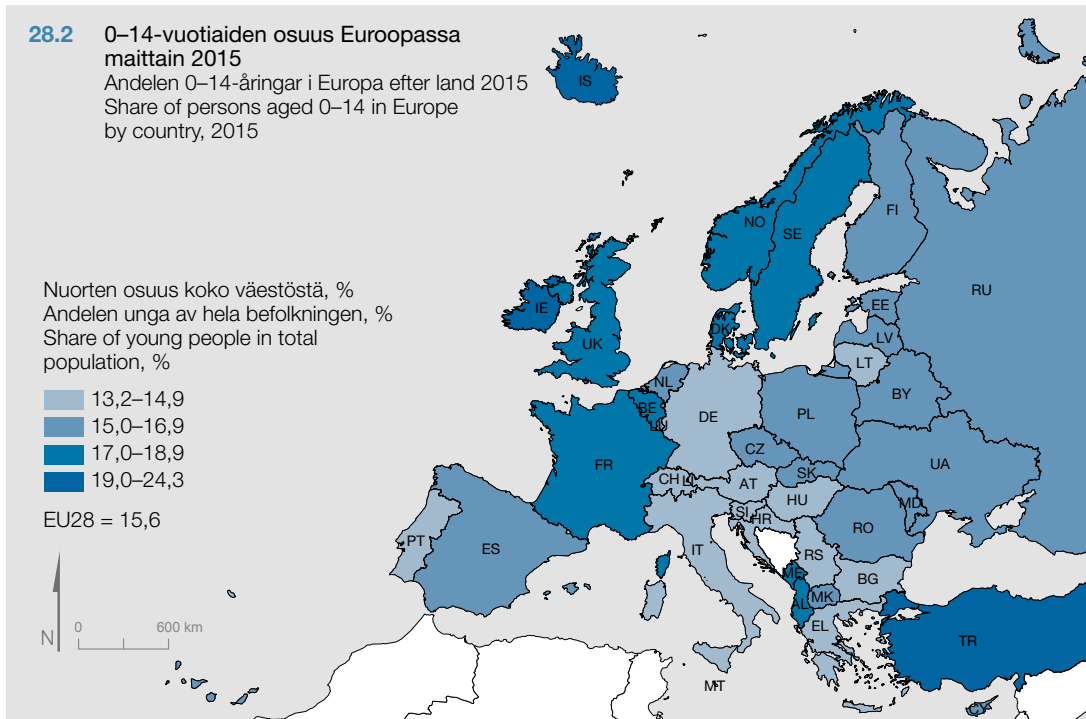 28.2 0–14-vuotiaiden osuus Euroopassa
maittain 2015
Andelen 0–14-åringar i Europa efter land 2015
Share of persons aged 0–14 in Europe
by country, 2015
IS
NO
SE
FI
RU
EE
LV
LT
DK
IE
UK
Nuorten osuus koko väestöstä, %
Andelen unga av hela befolkningen, %
Share of young people in total
population, %
13,2–14,9
15,0–16,9
17,0–18,9
19,0–24,3
EU28 = 15,6
NL
BE
LU
DE
PL
BY
CZ
SK
UA
FR
CH
LI
AT
HU
MD
SI
HR
RO
PT
ES
IT
RS
BG
ME
MK
AL
EL
TR
MT
CY
N
0 600 km